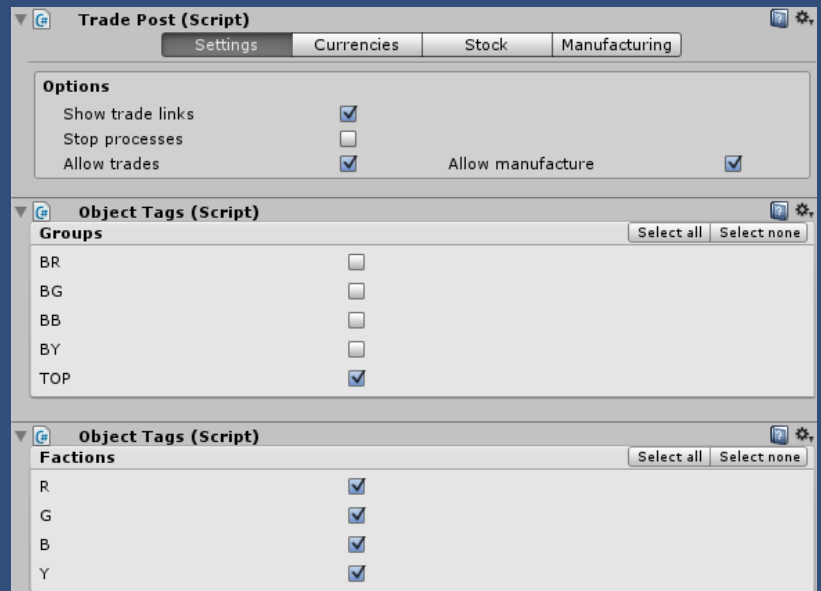 Trade Post (Script)
Settings Currencies Stock Manufacturing
Options
Show trade links
Stop processes
Allow trades Allow manufacture
Object Tags (Script)
Groups Select all Select none
BR
BG
BB
BY
TOP
Object Tags (Script)
Factions Select all Select none
R
G
B
Y